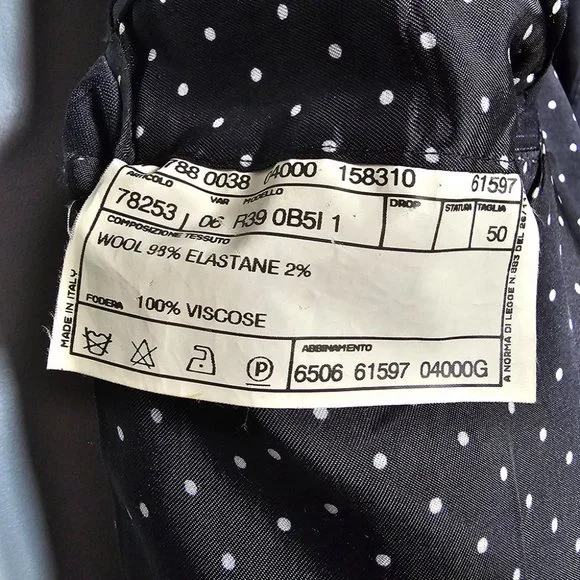 788 0038 04000 158310 61597
ARTICOLO VAR MODELLO DROP STATURA TAGLIA
78253 06 R39 0B5I 1 50
COMPOSIZIONE TESSUTO
WOOL 98% ELASTANE 2%
FODERA 100% VISCOSE
P
ABBINAMENTO
6506 61597 04000G
MADE IN ITALY
A NORMA DI LEGGE N.883 DEL 26/11